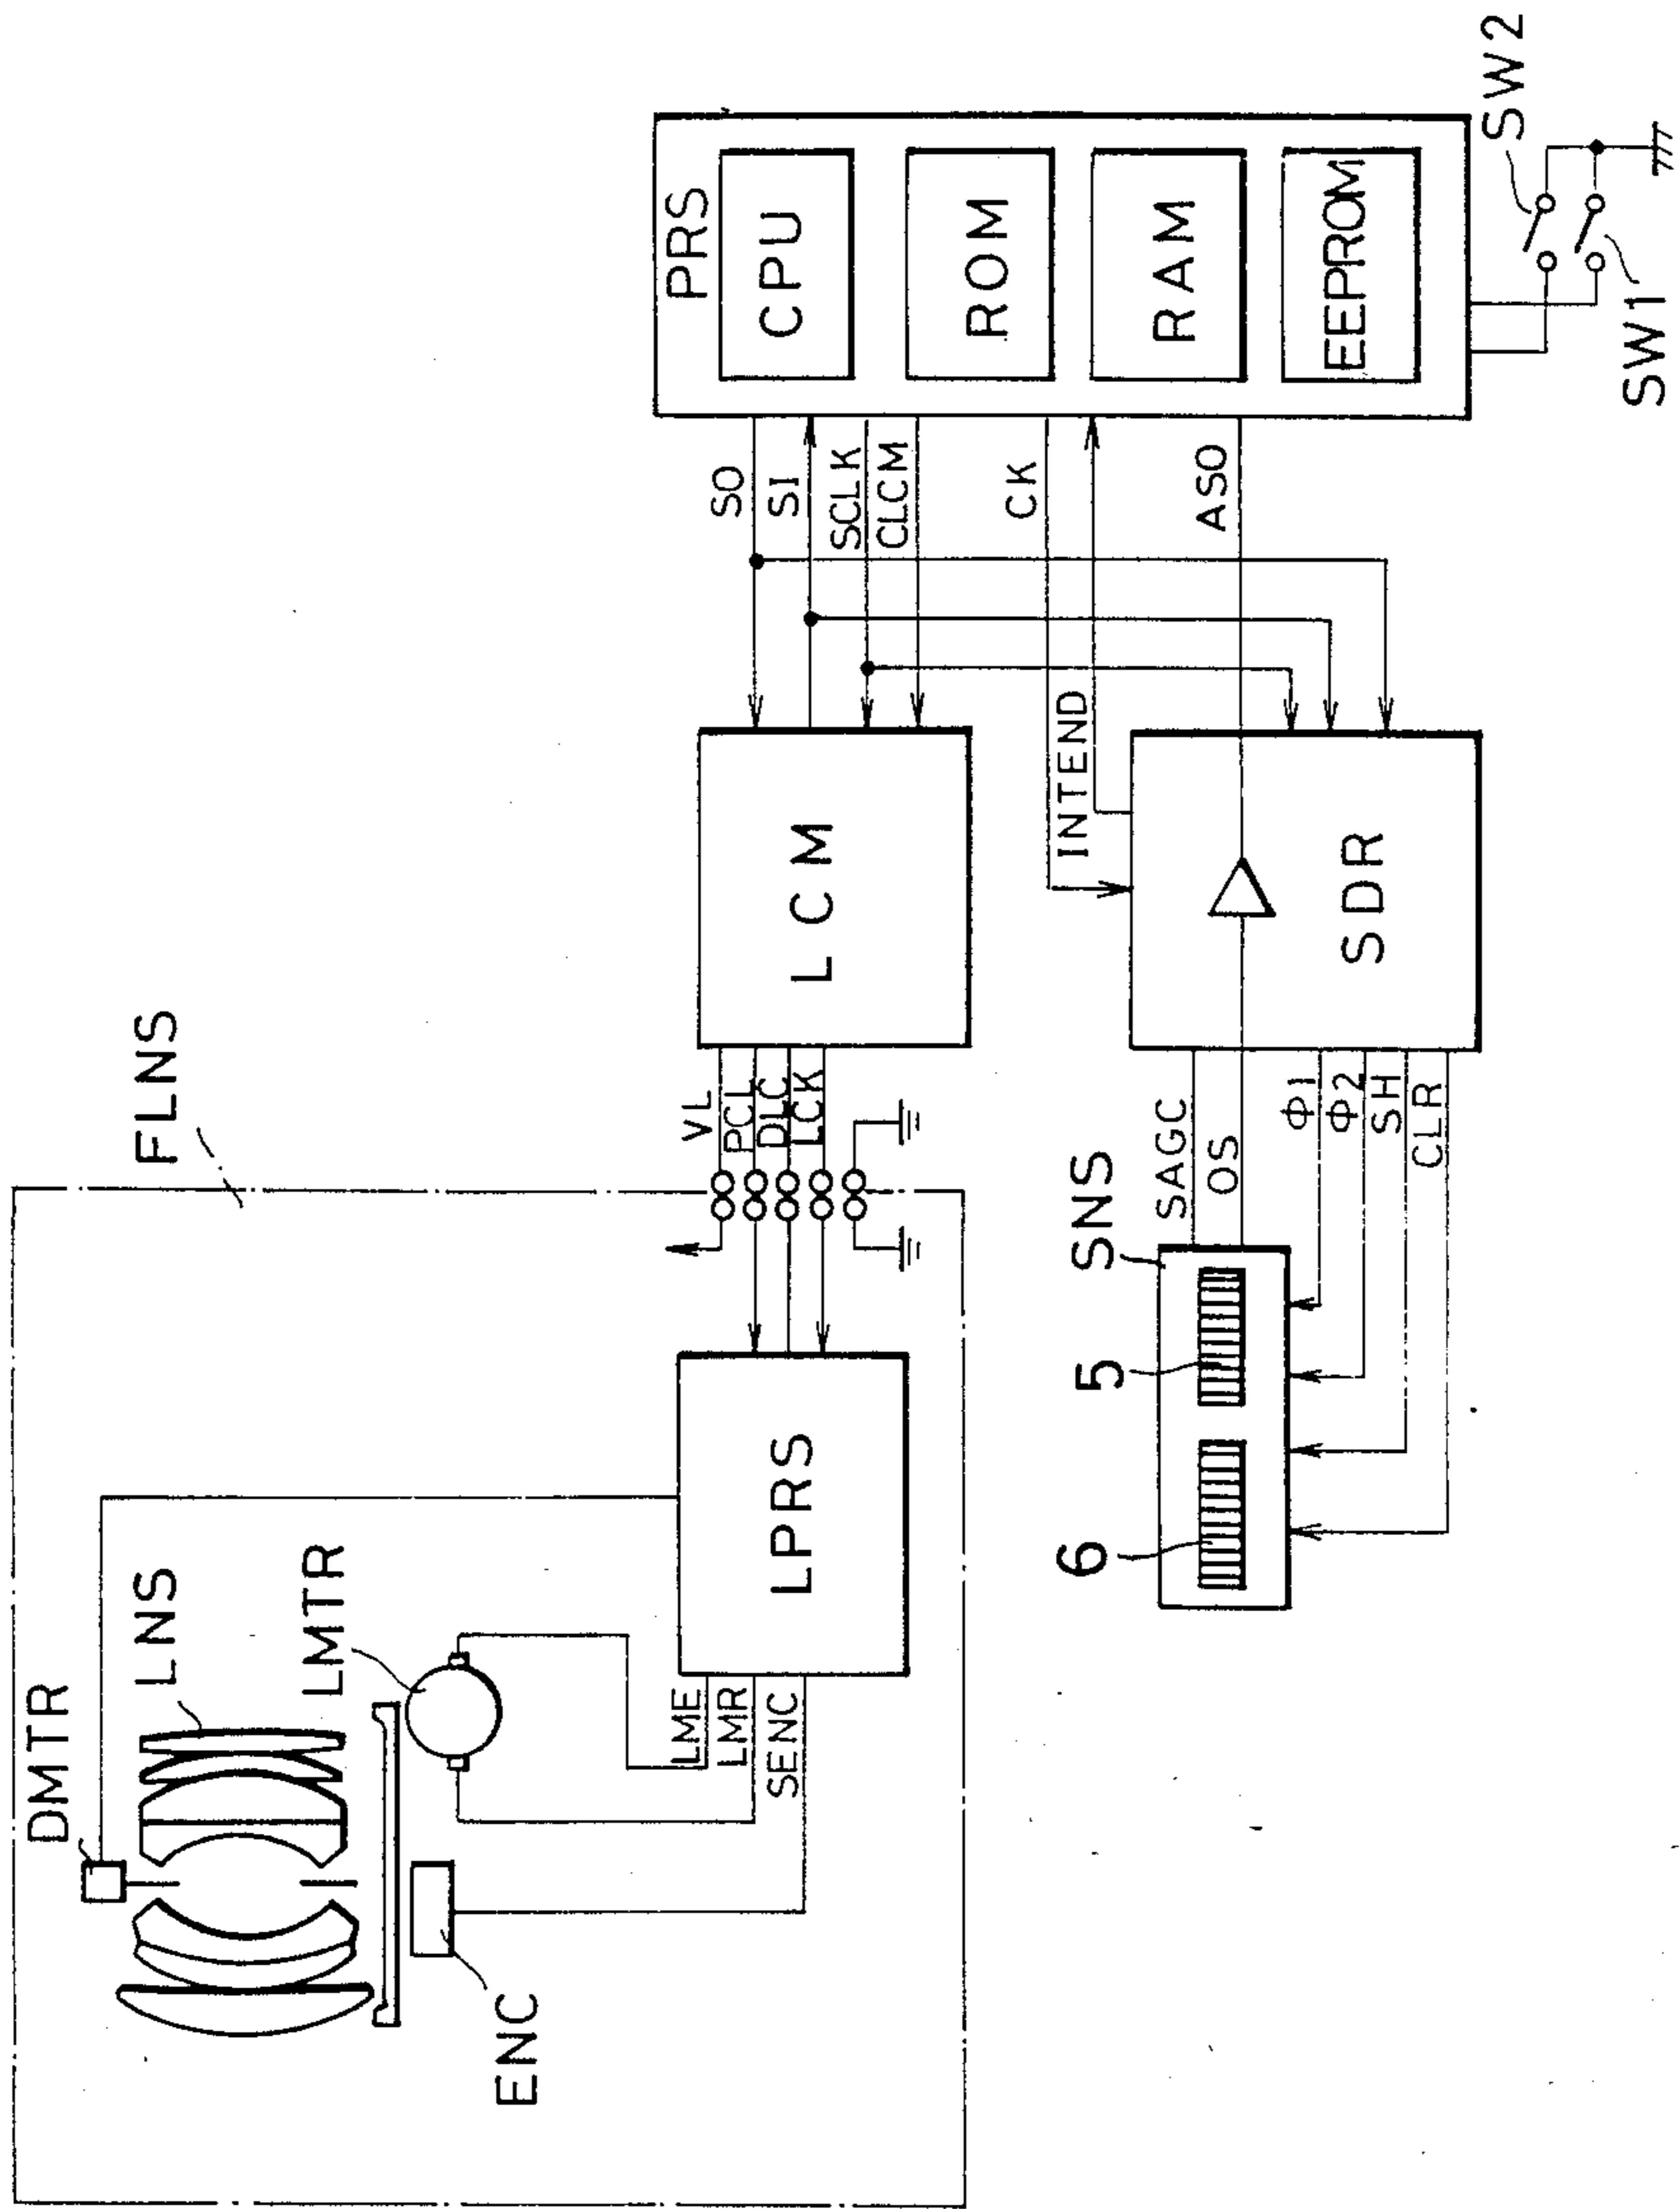 FLNS
DMTR
LNS
LMTR
ENC
LME
LMR
SENC
LPRS
VL
PCL
DLC
LCK
LCM
SO
SI
SCLK
CLCM
CK
INTEND
ASO
PRS
CPU
ROM
RAM
EEPROM
SW2
SW1
SDR
SAGC
OS
Φ1
Φ2
SH
CLR
SNS
5
6